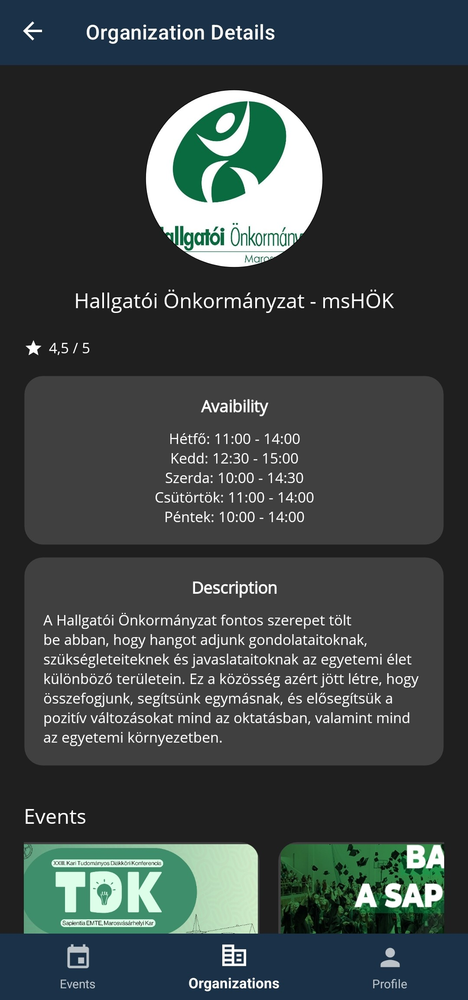 Organization Details
allgatói Önkormány
Maros
Hallgatói Önkormányzat - msHÖK
4,5 / 5
Avaibility
Hétfő: 11:00 - 14:00
Kedd: 12:30 - 15:00
Szerda: 10:00 - 14:30
Csütörtök: 11:00 - 14:00
Péntek: 10:00 - 14:00
Description
A Hallgatói Önkormányzat fontos szerepet tölt
be abban, hogy hangot adjunk gondolataitoknak,
szükségleteiteknek és javaslataitoknak az egyetemi élet
különböző területein. Ez a közösség azért jött létre, hogy
összefogjunk, segítsünk egymásnak, és elősegítsük a
pozitív változásokat mind az oktatásban, valamint mind
az egyetemi környezetben.
Events
XXIII. Kari Tudományos Diákköri Konferencia
TDK
Sapientia EMTE, Marosvásárhelyi Kar
BA
A SAP
Events
Organizations
Profile